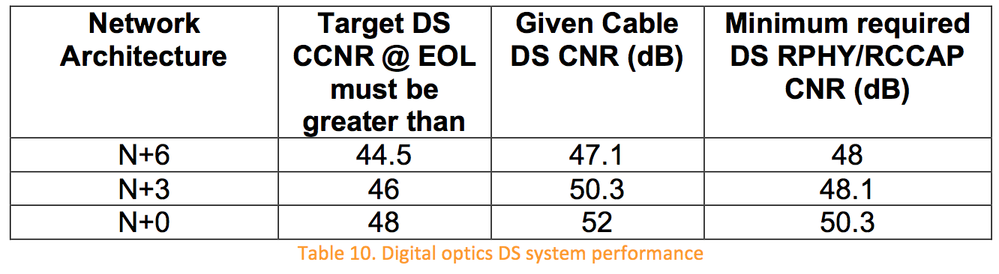 Network Architecture | Target DS CCNR @ EOL must be greater than | Given Cable DS CNR (dB) | Minimum required DS RPHY/RCCAP CNR (dB)
N+6 | 44.5 | 47.1 | 48
N+3 | 46 | 50.3 | 48.1
N+0 | 48 | 52 | 50.3
Table 10. Digital optics DS system performance